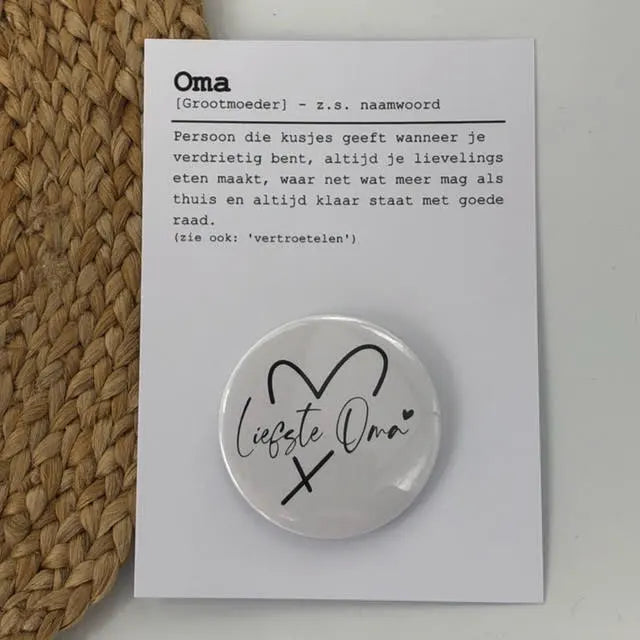 Oma
[Grootmoeder] - z.s. naamwoord
Persoon die kusjes geeft wanneer je
verdrietig bent, altijd je lievelings
eten maakt, waar net wat meer mag als
thuis en altijd klaar staat met goede
raad.
(zie ook: 'vertroetelen')
Liefste Oma